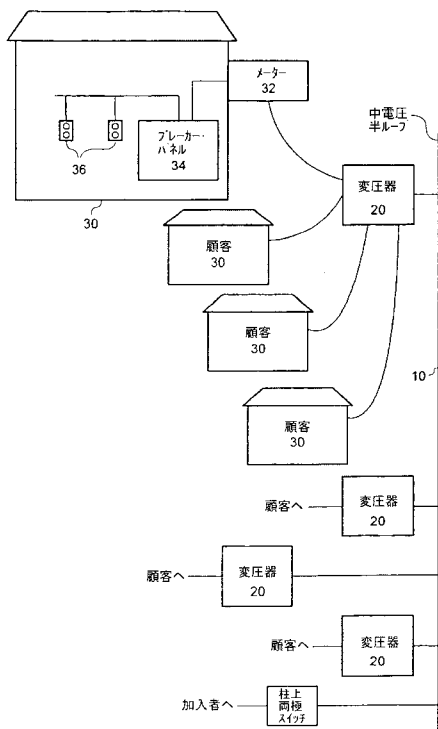 メーター
32
中電圧
半ループ
ブレーカー・
パネル
34
36
変圧器
20
30
顧客
30
顧客
30
10
顧客
30
顧客へ
変圧器
20
顧客へ
変圧器
20
顧客へ
変圧器
20
加入者へ
柱上
両極
スイッチ